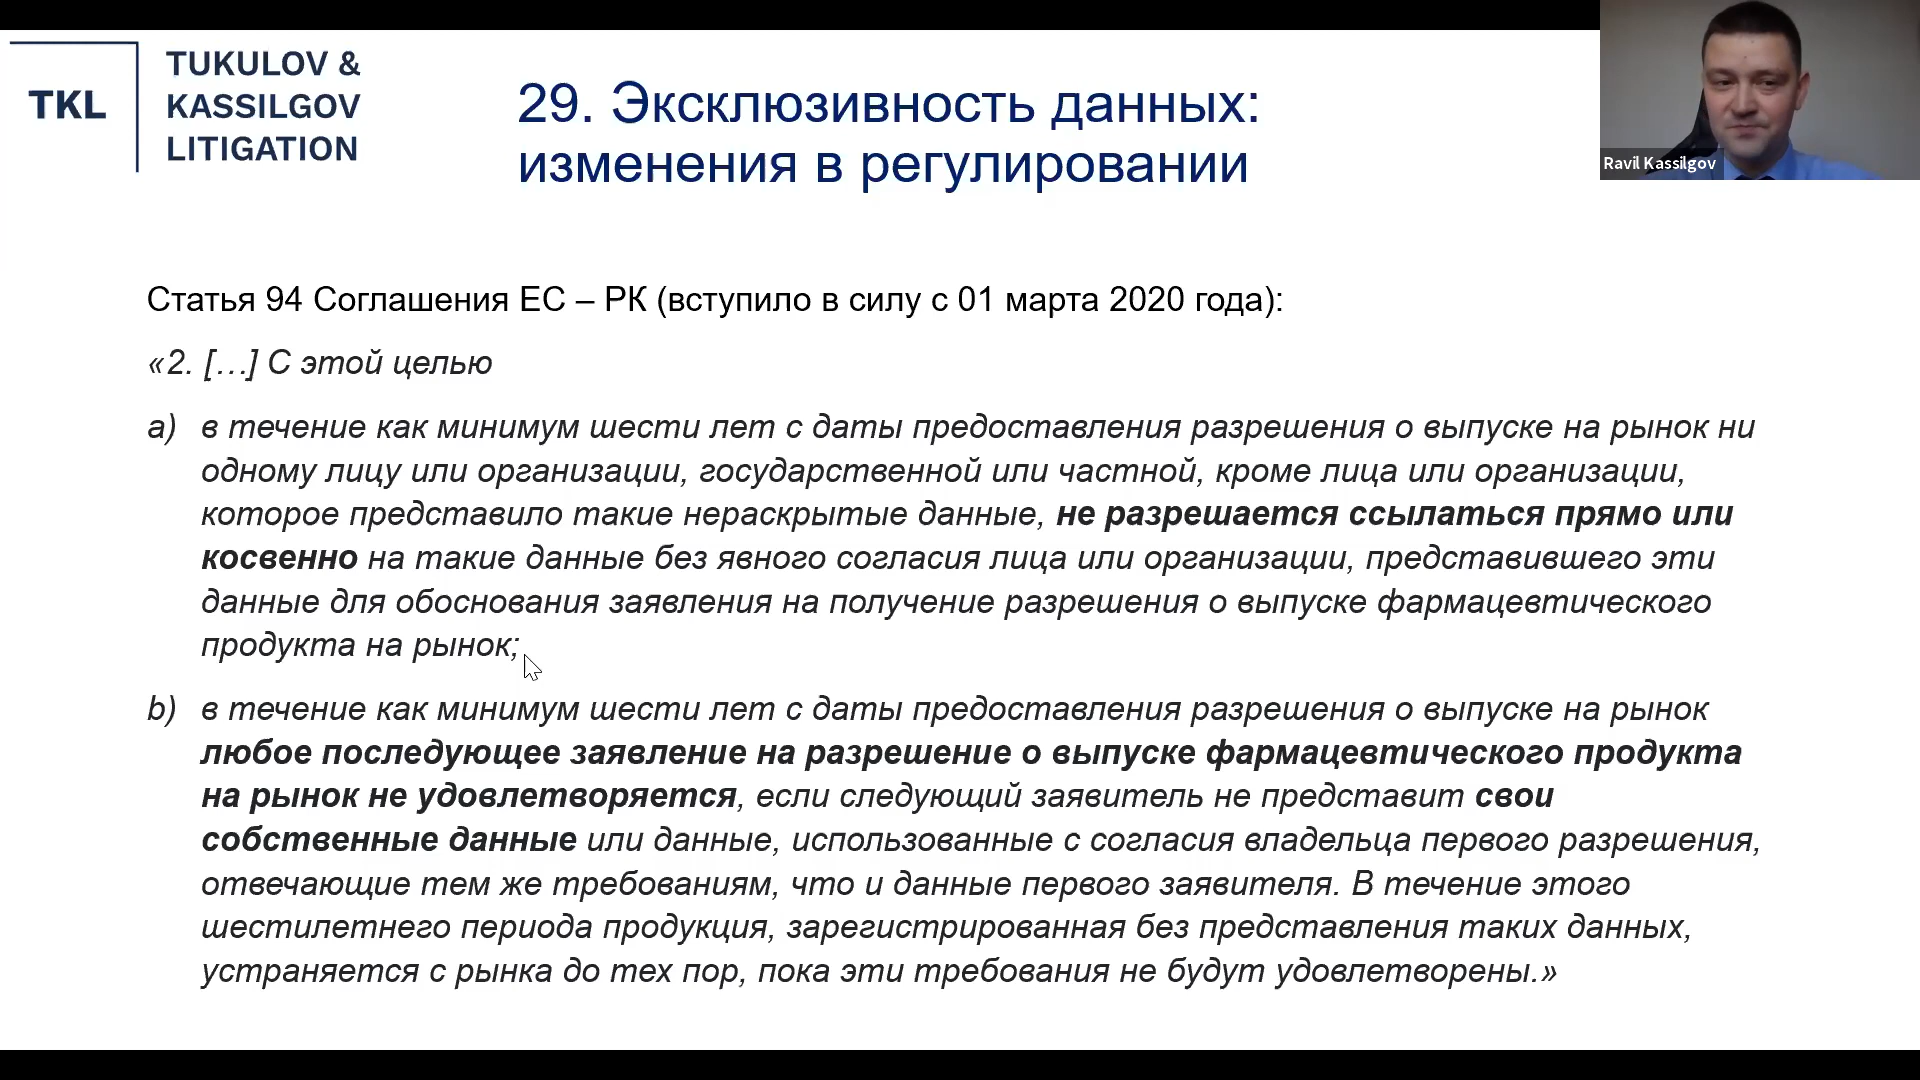 TKL
TUKULOV &
KASSILGOV
LITIGATION
29. Эксклюзивность данных:
изменения в регулировании
Ravil Kassilgov
Статья 94 Соглашения ЕС – РК (вступило в силу с 01 марта 2020 года):
«2. […] С этой целью
a) в течение как минимум шести лет с даты предоставления разрешения о выпуске на рынок ни
одному лицу или организации, государственной или частной, кроме лица или организации,
которое представило такие нераскрытые данные, не разрешается ссылаться прямо или
косвенно на такие данные без явного согласия лица или организации, представившего эти
данные для обоснования заявления на получение разрешения о выпуске фармацевтического
продукта на рынок;
b) в течение как минимум шести лет с даты предоставления разрешения о выпуске на рынок
любое последующее заявление на разрешение о выпуске фармацевтического продукта
на рынок не удовлетворяется, если следующий заявитель не представит свои
собственные данные или данные, использованные с согласия владельца первого разрешения,
отвечающие тем же требованиям, что и данные первого заявителя. В течение этого
шестилетнего периода продукция, зарегистрированная без представления таких данных,
устраняется с рынка до тех пор, пока эти требования не будут удовлетворены.»